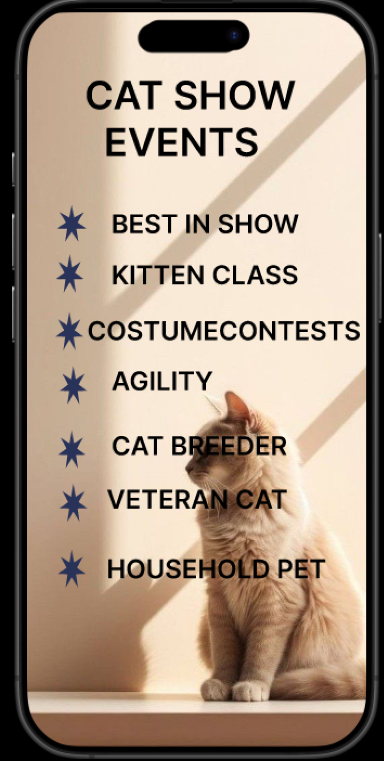 CAT SHOW
EVENTS
BEST IN SHOW
KITTEN CLASS
COSTUMECONTESTS
AGILITY
CAT BREEDER
VETERAN CAT
HOUSEHOLD PET